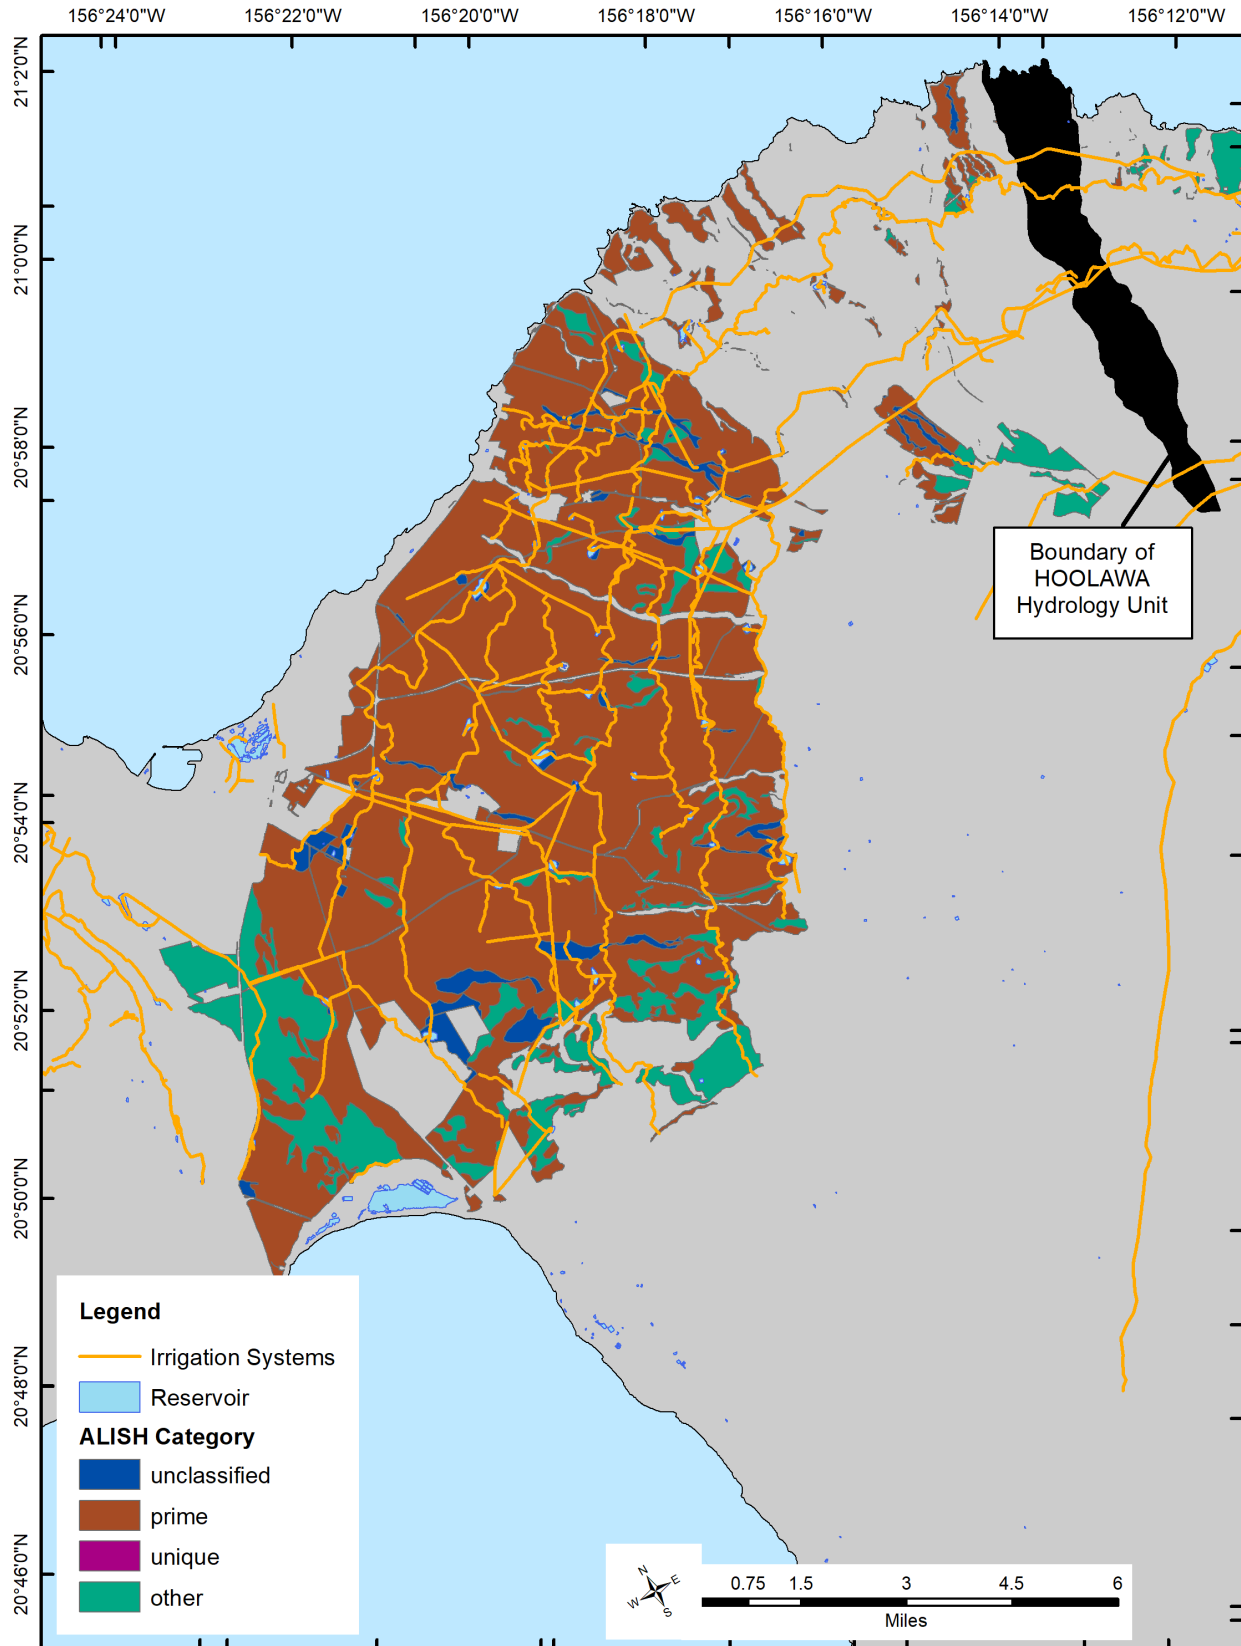 156°24'0"W 156°22'0"W 156°20'0"W 156°18'0"W 156°16'0"W 156°14'0"W 156°12'0"W
21°2'0"N
21°0'0"N
20°58'0"N
20°56'0"N
20°54'0"N
20°52'0"N
20°50'0"N
20°48'0"N
20°46'0"N
Boundary of
HOOLAWA
Hydrology Unit
Legend
Irrigation Systems
Reservoir
ALISH Category
unclassified
prime
unique
other
N
E
W
S
0.75 1.5 3 4.5 6
Miles